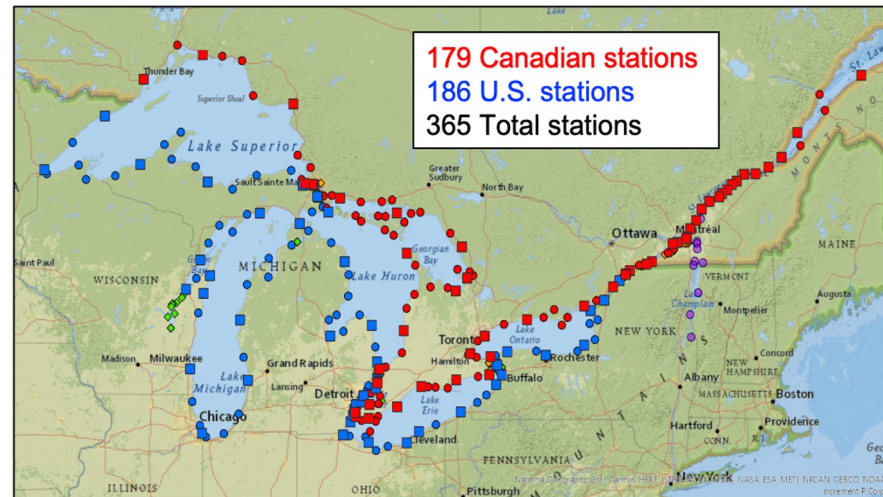 179 Canadian stations
186 U.S. stations
365 Total stations
Thunder Bay
Superior Shoal
Lake Superior
Sault Sainte Ma
Greater
Sudbury
North Bay
Ottawa
Montréal
MAINE
Saint Paul
WISCONSIN
MICHIGAN
Georgian
Bay
Lake Huron
VERMONT
Champlain
Montpelier
Augusta
NEW YORK
Toronto
Lake
Ontario
Hamilton
Rochester
Buffalo
Madison
Milwaukee
Grand Rapids
Lansing
Detroit
Lake
Michigan
Lake
Erie
Concord
NEW
HAMPSHIRE
Albany
MASSACHUSETTS
Boston
Chicago
Cleveland
Hartford
CONN.
R.I.
Providence
PENNSYLVANIA
ILLINOIS
OHIO
Pittsburgh
New York